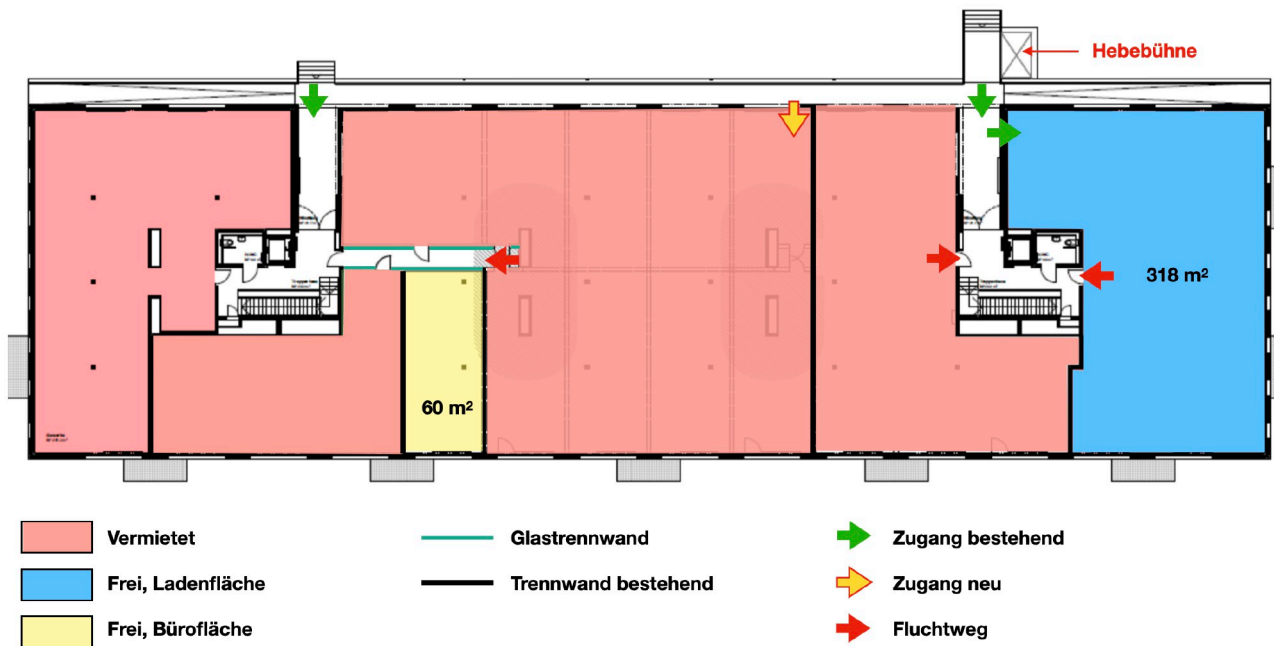 Hebebühne
318 m²
60 m²
Vermietet
Glastrennwand
Zugang bestehend
Frei, Ladenfläche
Trennwand bestehend
Zugang neu
Frei, Bürofläche
Fluchtweg